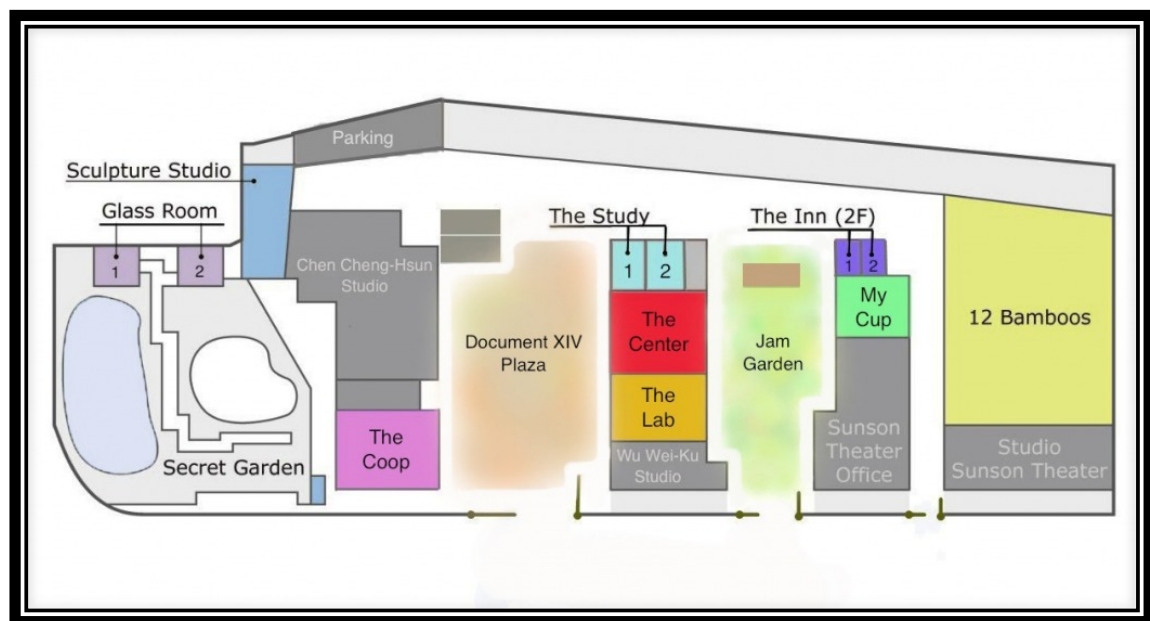 Parking
Sculpture Studio
Glass Room
1
2
The Study
1
2
The Inn (2F)
1
2
Chen Cheng-Hsun
Studio
My
Cup
12 Bamboos
The
Center
Document XIV
Plaza
Jam
Garden
The
Lab
The
Coop
Secret Garden
Wu Wei-Ku
Studio
Sunson
Theater
Office
Studio
Sunson Theater